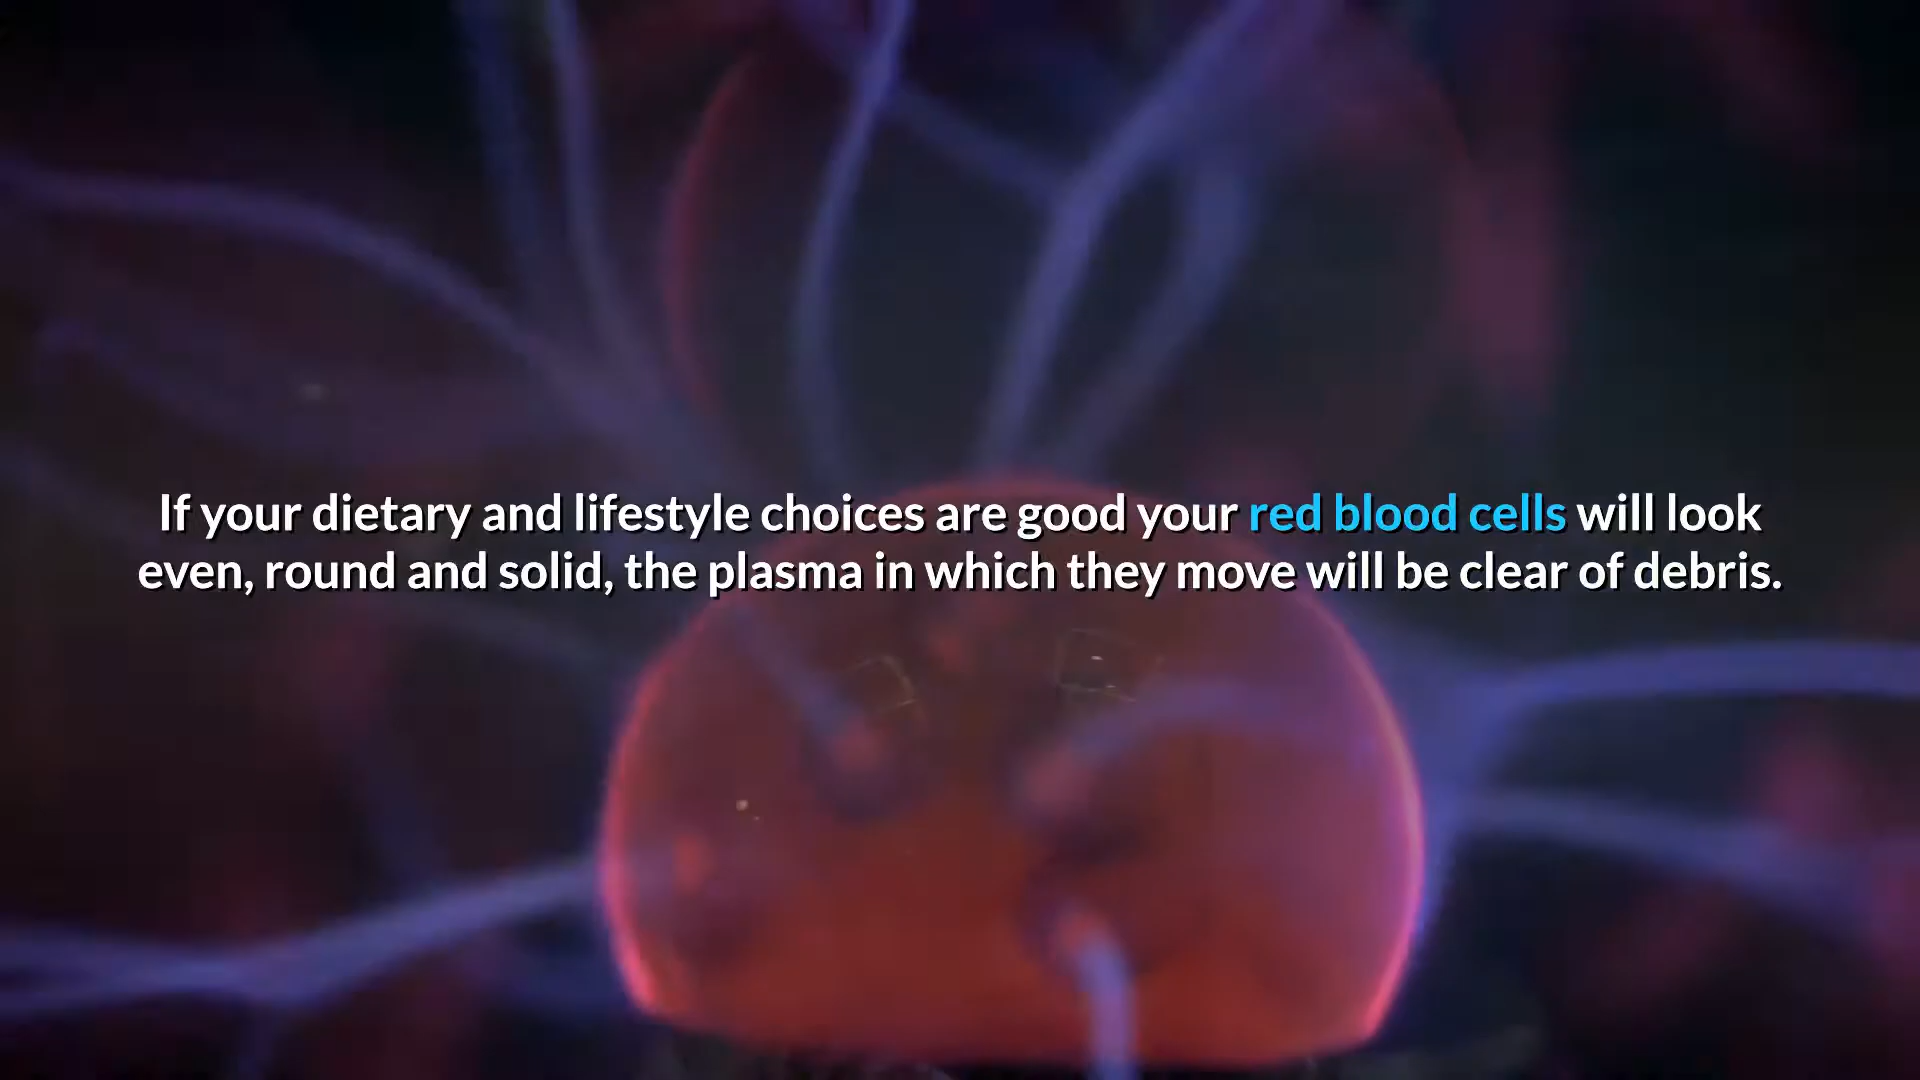 If your dietary and lifestyle choices are good your red blood cells will look
even, round and solid, the plasma in which they move will be clear of debris.